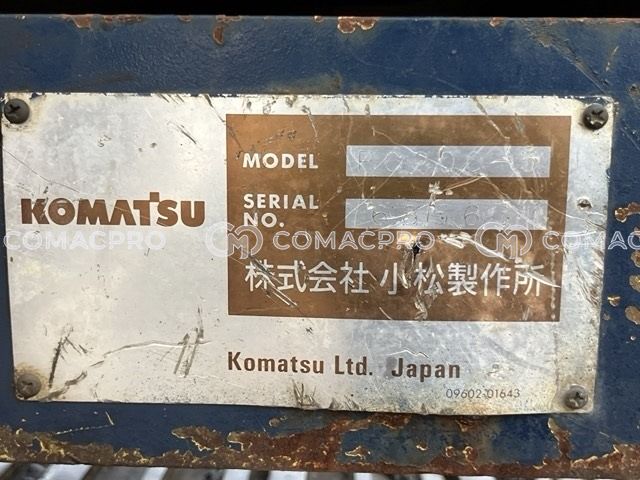 KOMATSU
MODEL
SERIAL
NO.
COMACPRO COMACPRO COMACPRO
株式会社 小松製作所
Komatsu Ltd. Japan
09602-01643